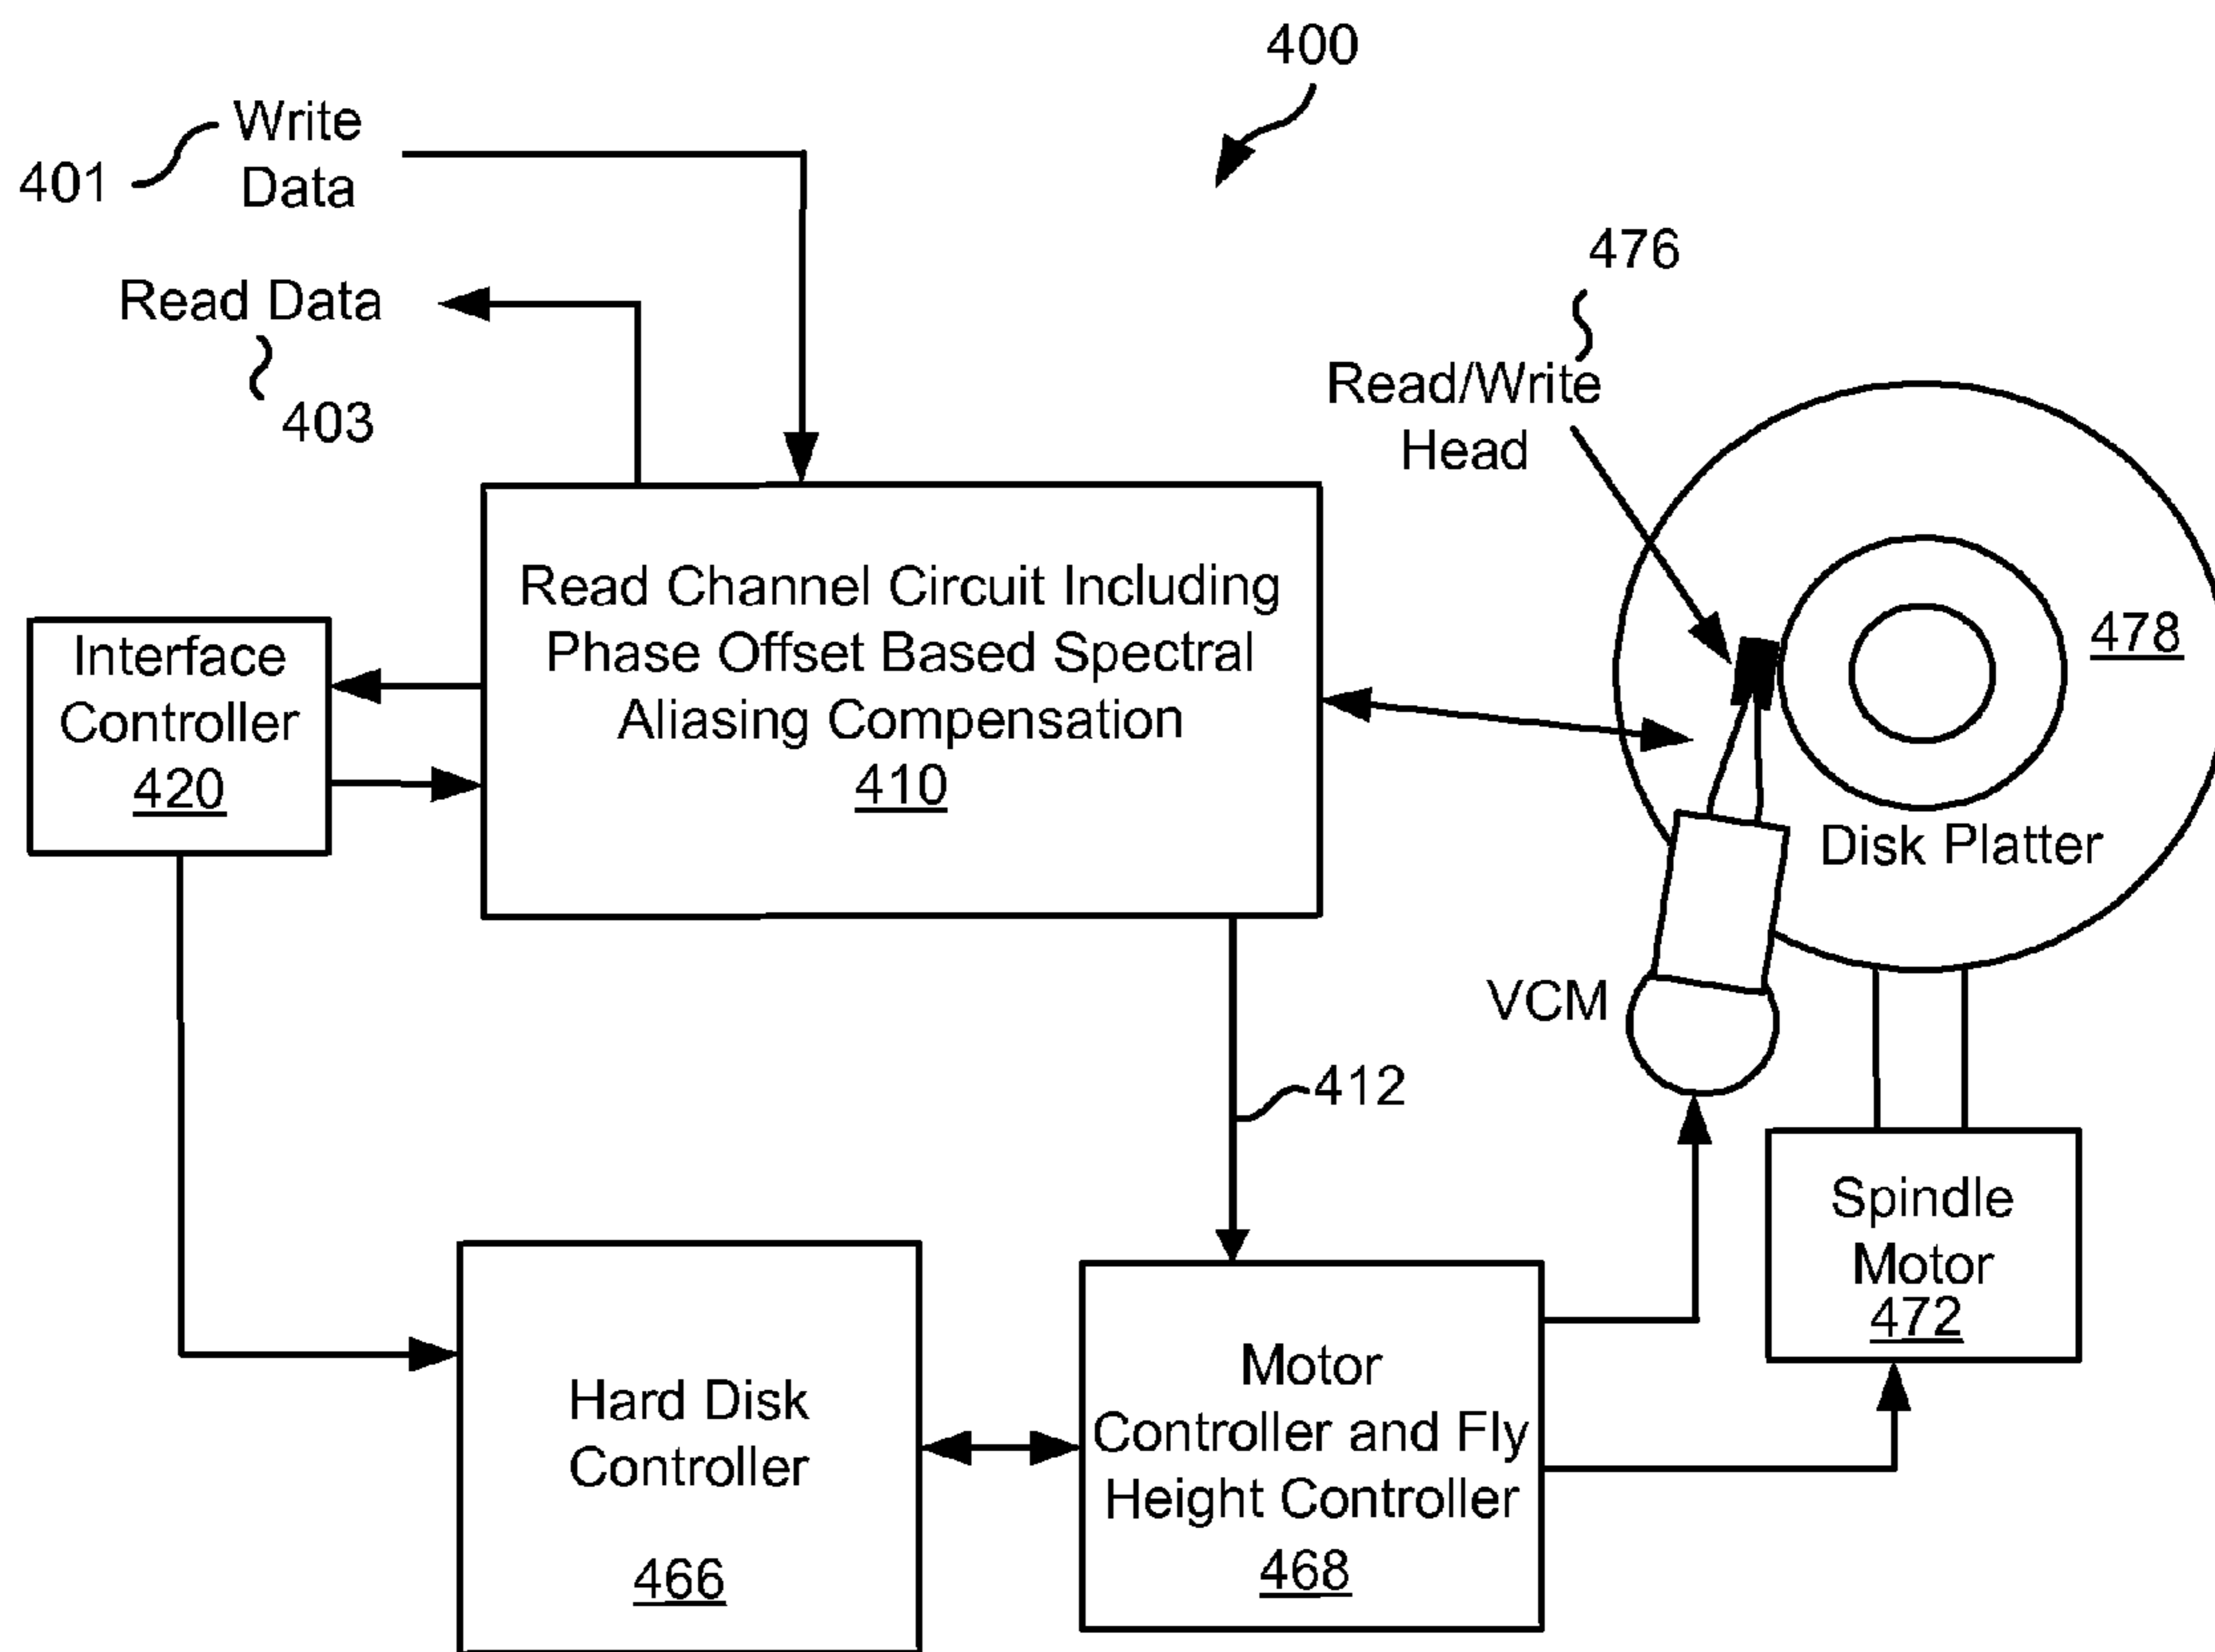 400
Write
Data
401
Read Data
403
476
Read/Write
Head
Read Channel Circuit Including
Phase Offset Based Spectral
Aliasing Compensation
410
Interface
Controller
420
478
Disk Platter
VCM
412
Spindle
Motor
472
Hard Disk
Controller
466
Motor
Controller and Fly
Height Controller
468